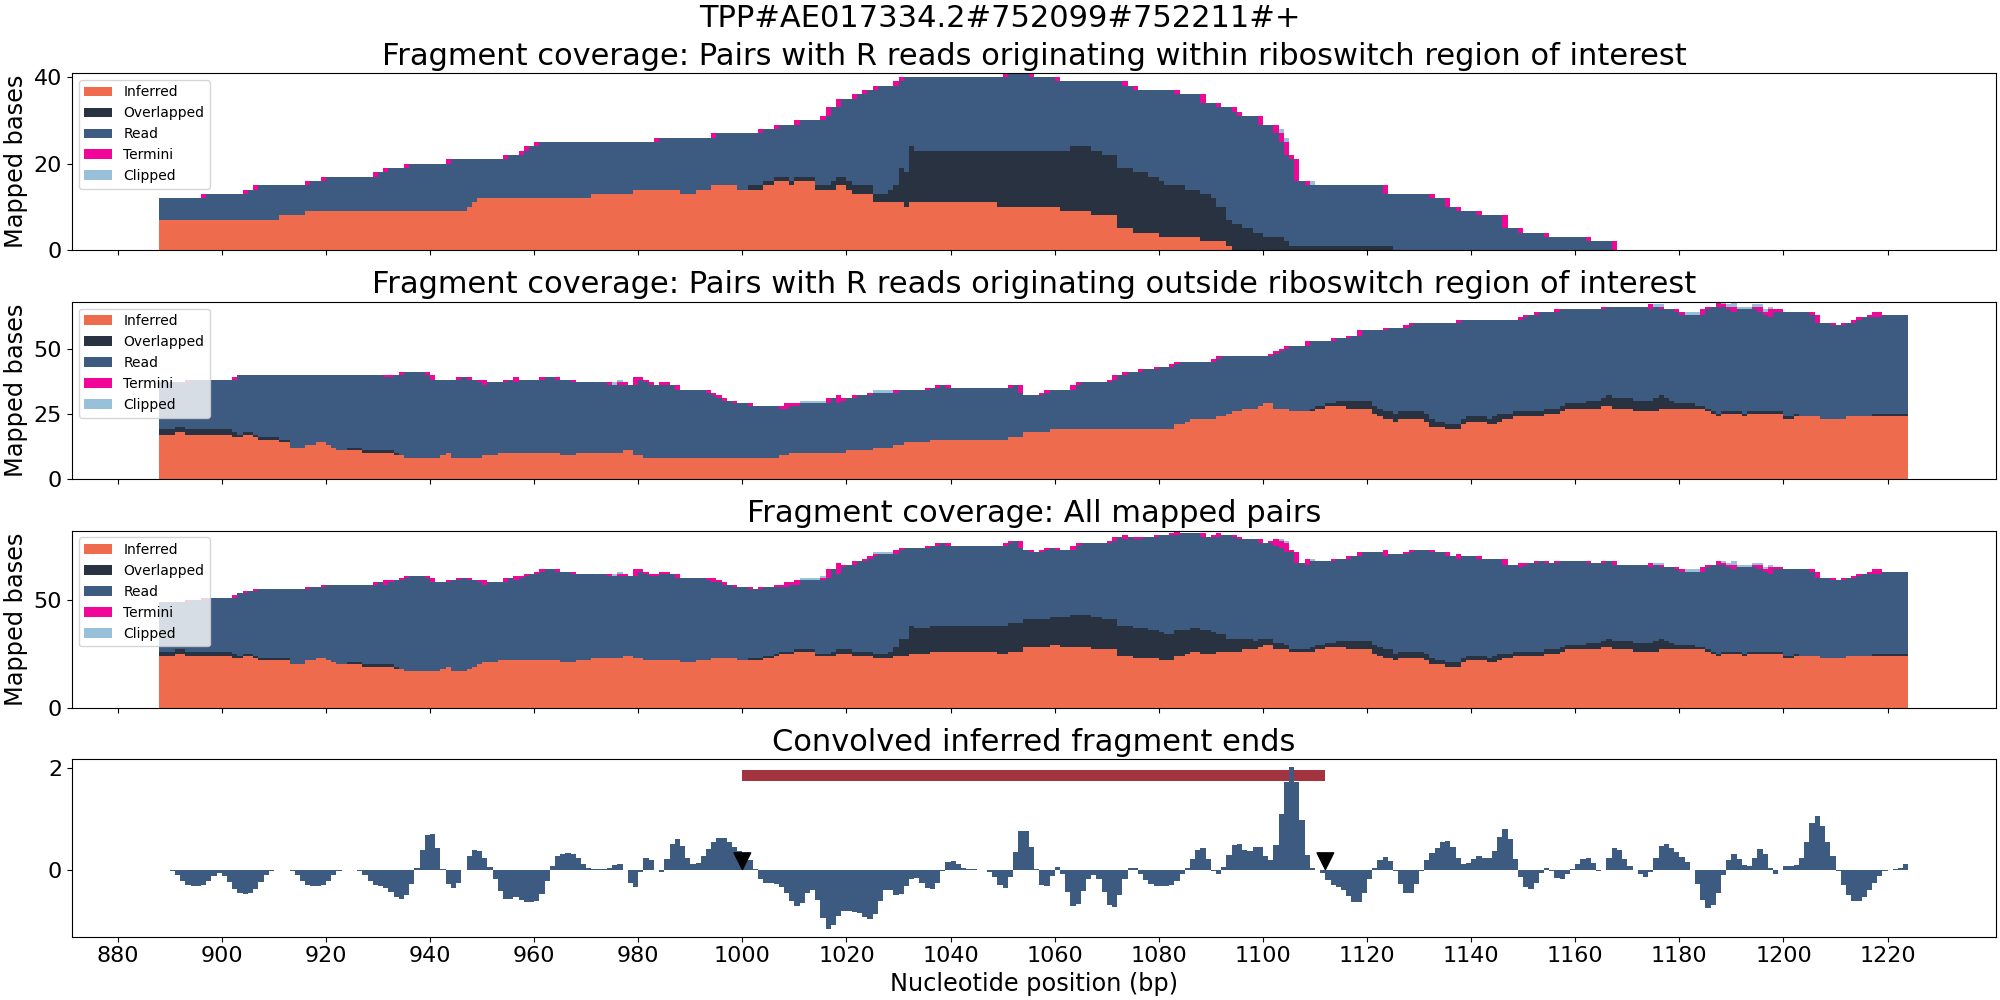 TPP#AE017334.2#752099#752211#+
Fragment coverage: Pairs with R reads originating within riboswitch region of interest
Mapped bases
40
20
0
Inferred
Overlapped
Read
Termini
Clipped
Fragment coverage: Pairs with R reads originating outside riboswitch region of interest
Mapped bases
50
25
0
Inferred
Overlapped
Read
Termini
Clipped
Fragment coverage: All mapped pairs
Mapped bases
50
0
Inferred
Overlapped
Read
Termini
Clipped
Convolved inferred fragment ends
2
0
880 900 920 940 960 980 1000 1020 1040 1060 1080 1100 1120 1140 1160 1180 1200 1220
Nucleotide position (bp)